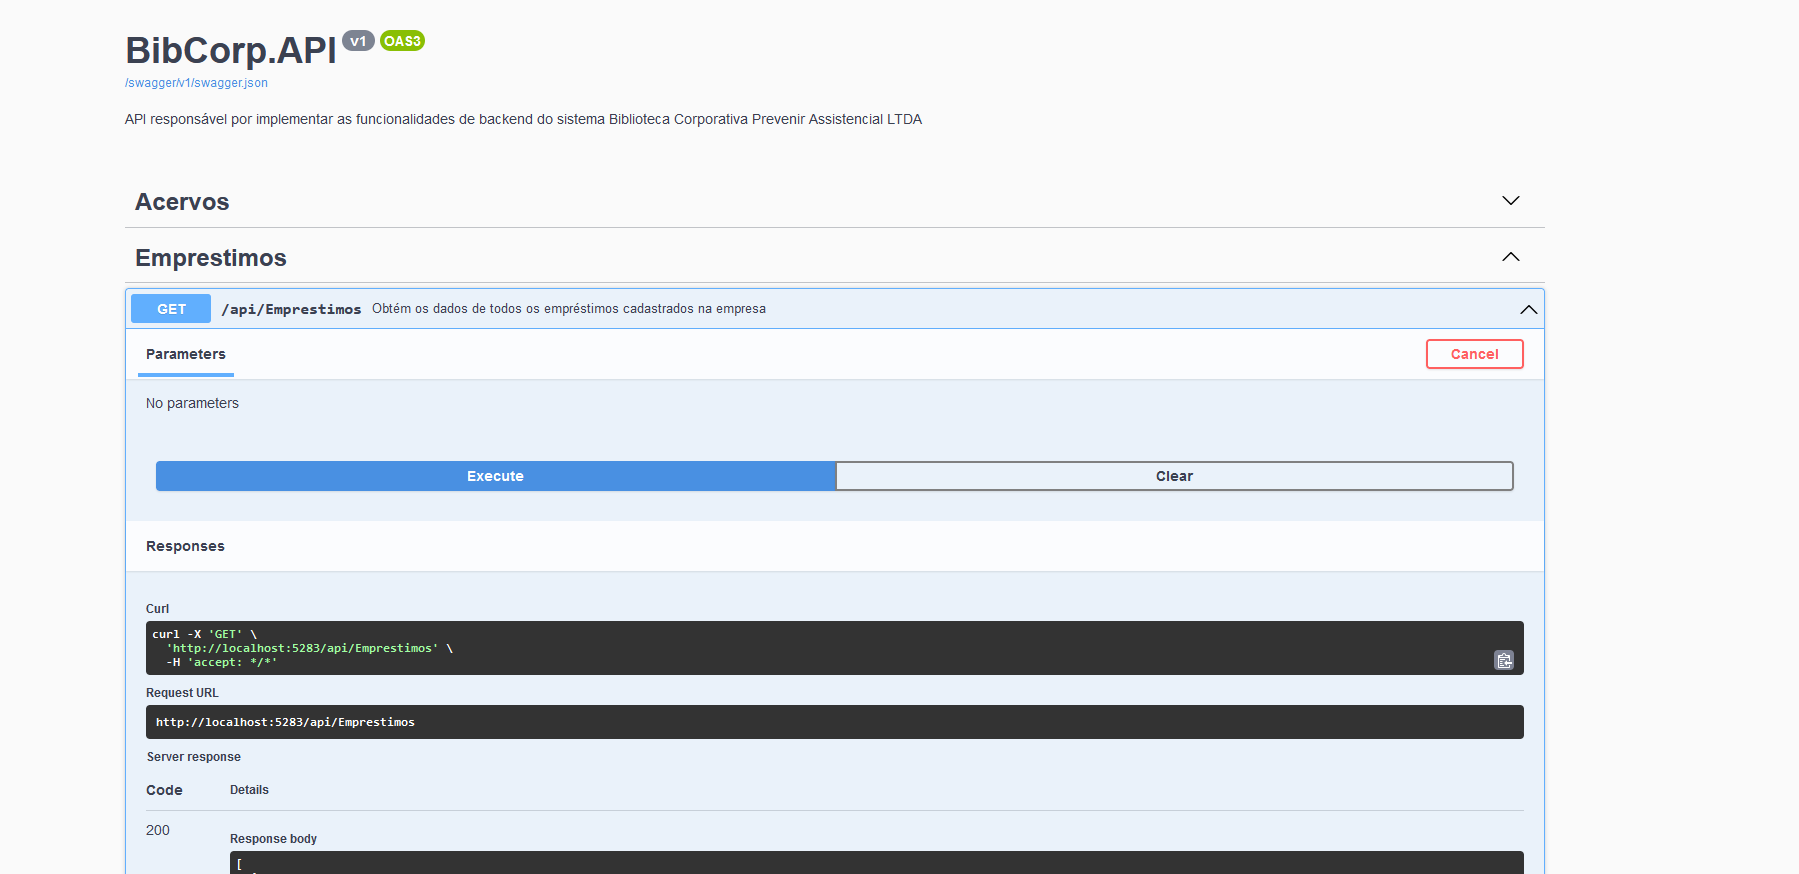 BibCorp.API v1 OAS3
/swagger/v1/swagger.json
API responsável por implementar as funcionalidades de backend do sistema Biblioteca Corporativa Prevenir Assistencial LTDA
Acervos
Emprestimos
GET /api/Emprestimos Obtém os dados de todos os empréstimos cadastrados na empresa
Parameters Cancel
No parameters
Execute Clear
Responses
Curl
curl -X 'GET' \
'http://localhost:5283/api/Emprestimos' \
-H 'accept: */*'
Request URL
http://localhost:5283/api/Emprestimos
Server response
Code Details
200
Response body
[